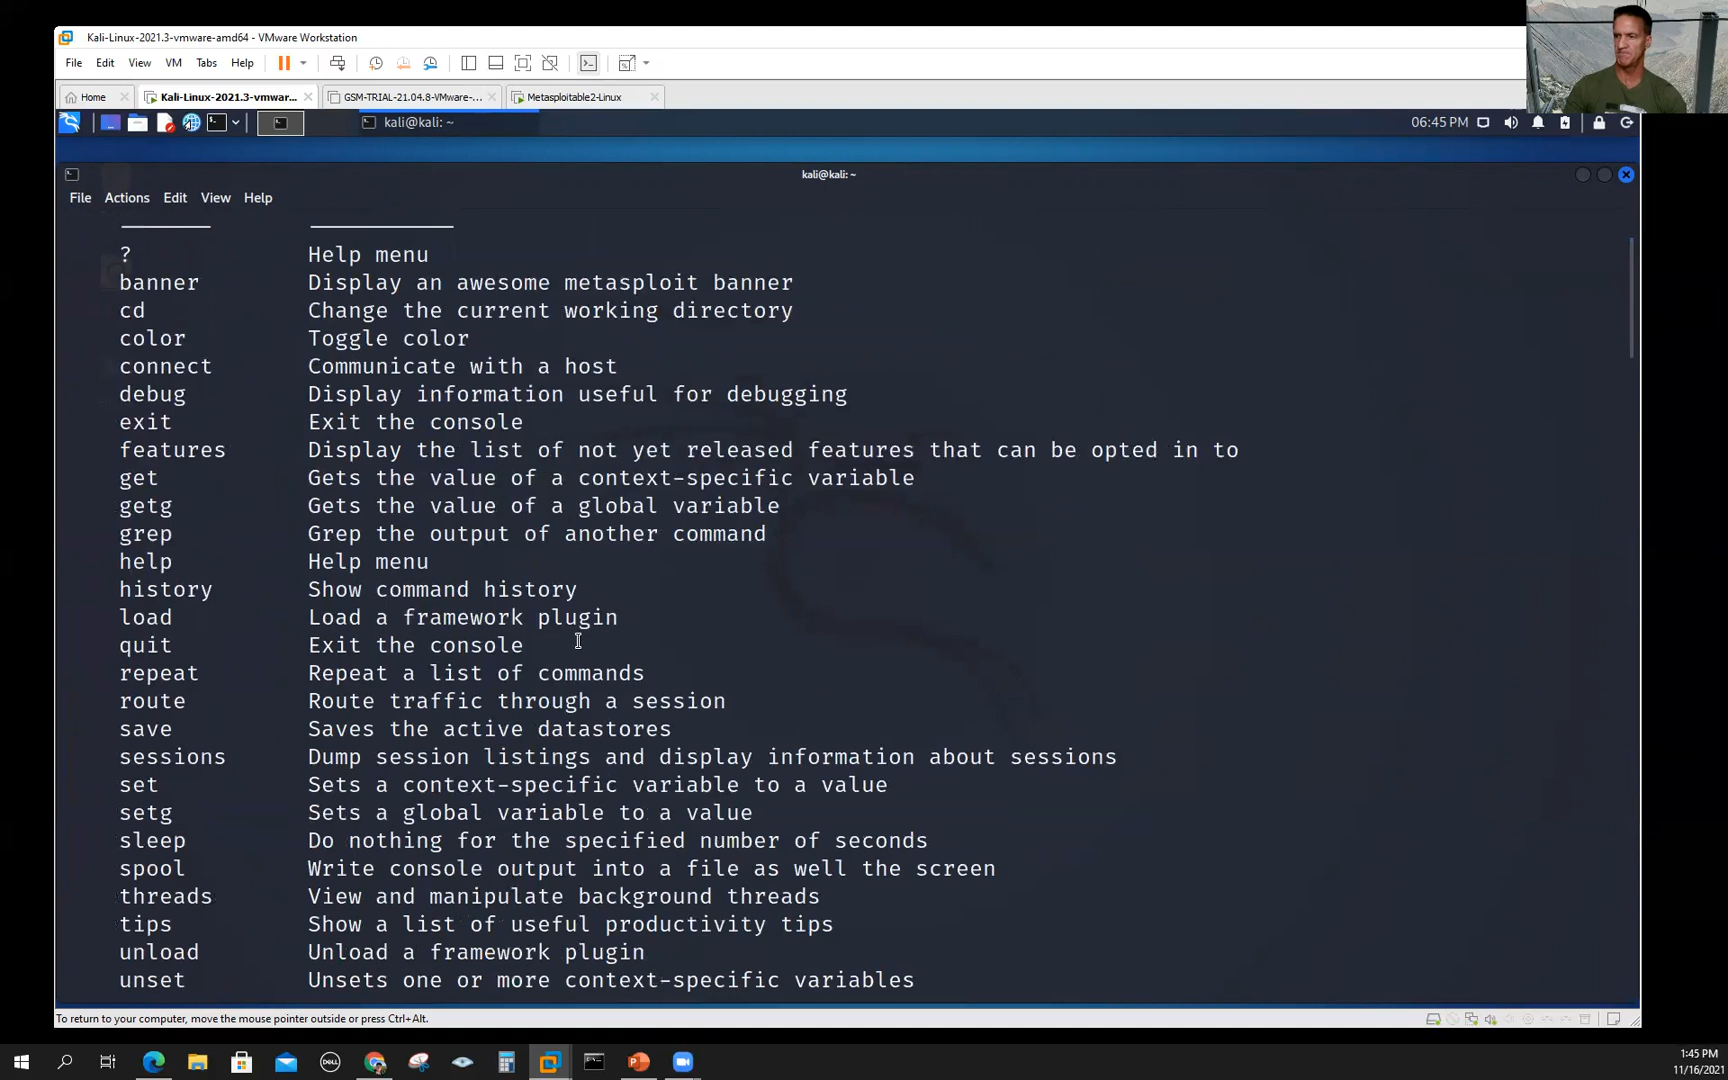 Kali-Linux-2021.3-vmware-amd64 - VMware Workstation
File Edit View VM Tabs Help
Home Kali-Linux-2021.3-vmwar... GSM-TRIAL-21.04.8-VMware-... Metasploitable2-Linux
kali@kali: ~ 06:45 PM
kali@kali: ~
File Actions Edit View Help
? Help menu
banner Display an awesome metasploit banner
cd Change the current working directory
color Toggle color
connect Communicate with a host
debug Display information useful for debugging
exit Exit the console
features Display the list of not yet released features that can be opted in to
get Gets the value of a context-specific variable
getg Gets the value of a global variable
grep Grep the output of another command
help Help menu
history Show command history
load Load a framework plugin
quit Exit the console
repeat Repeat a list of commands
route Route traffic through a session
save Saves the active datastores
sessions Dump session listings and display information about sessions
set Sets a context-specific variable to a value
setg Sets a global variable to a value
sleep Do nothing for the specified number of seconds
spool Write console output into a file as well the screen
threads View and manipulate background threads
tips Show a list of useful productivity tips
unload Unload a framework plugin
unset Unsets one or more context-specific variables
To return to your computer, move the mouse pointer outside or press Ctrl+Alt.
DELL
1:45 PM
11/16/2021